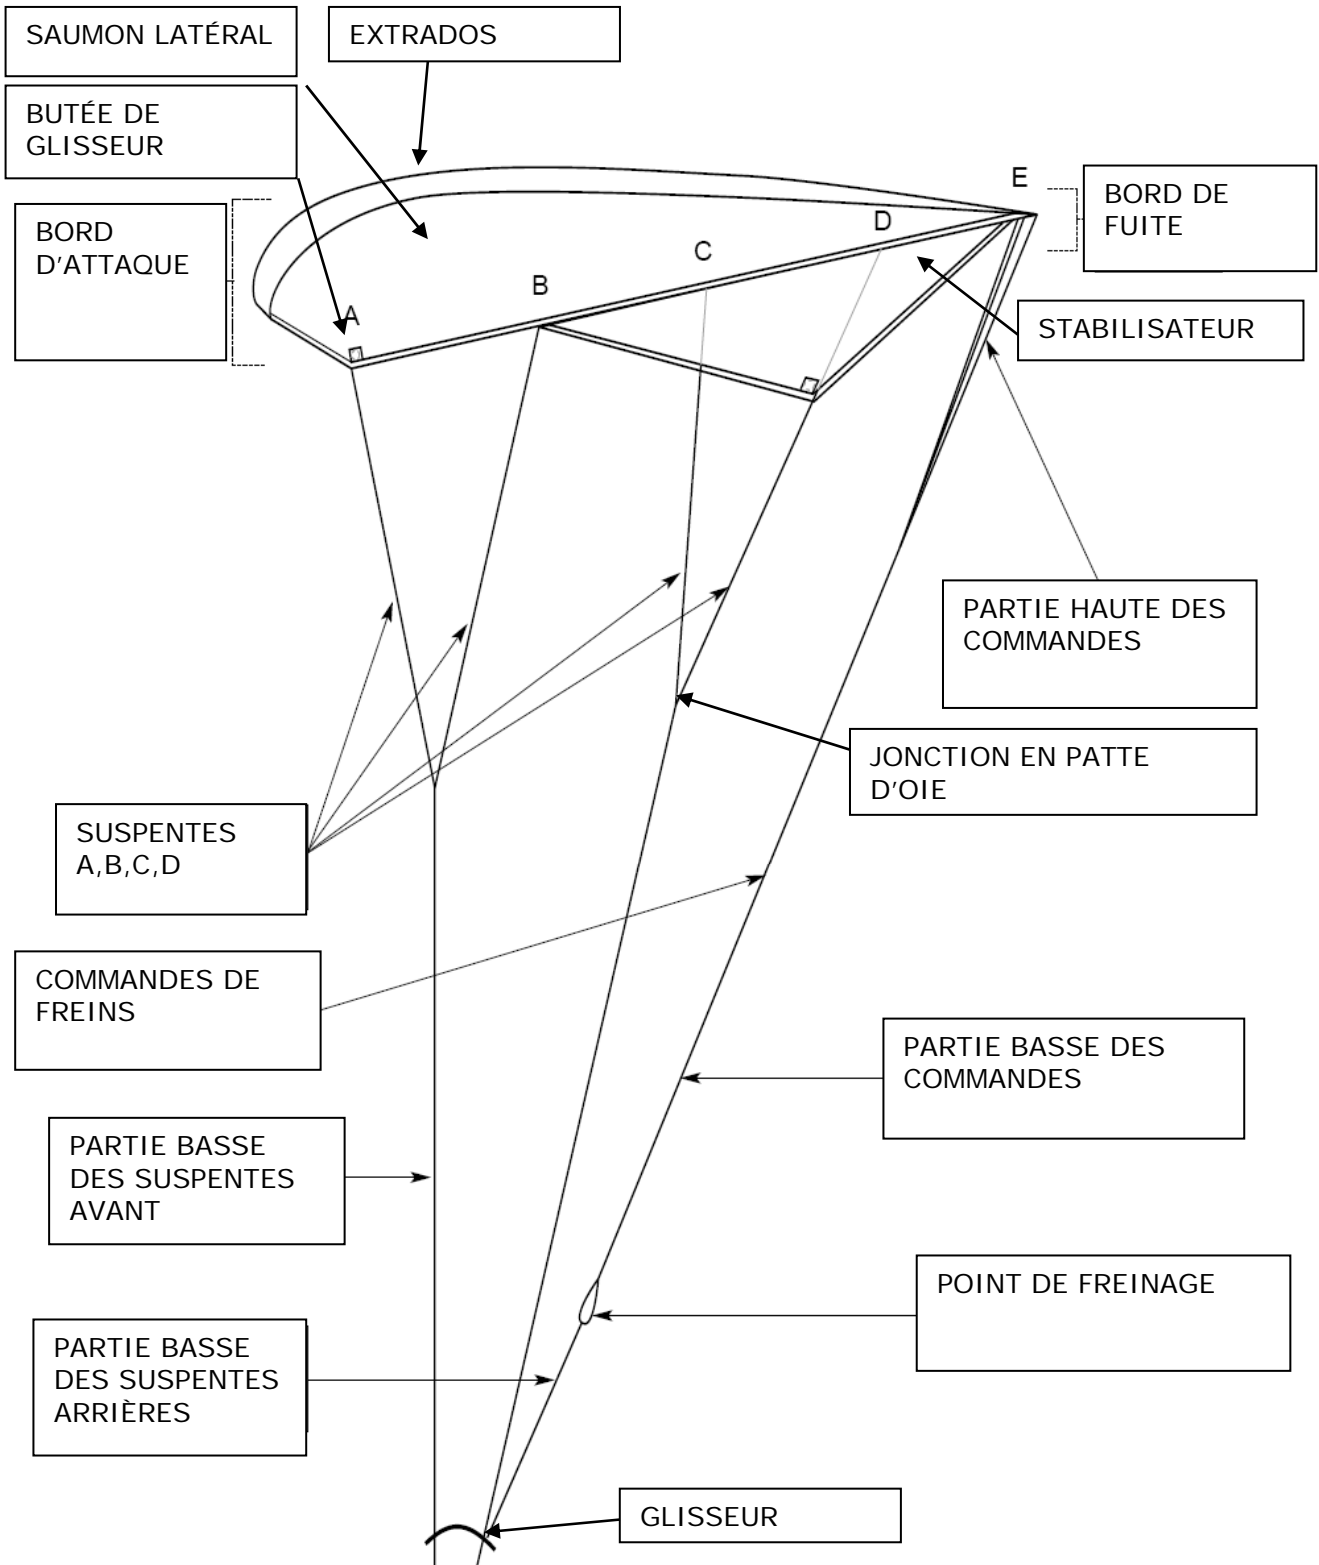 SAUMON LATÉRAL
EXTRADOS
BUTÉE DE
GLISSEUR
BORD
D'ATTAQUE
A
B
C
D
E
BORD DE
FUITE
STABILISATEUR
PARTIE HAUTE DES
COMMANDES
JONCTION EN PATTE
D'OIE
SUSPENTES
A,B,C,D
COMMANDES DE
FREINS
PARTIE BASSE DES
COMMANDES
PARTIE BASSE
DES SUSPENTES
AVANT
POINT DE FREINAGE
PARTIE BASSE
DES SUSPENTES
ARRIÈRES
GLISSEUR